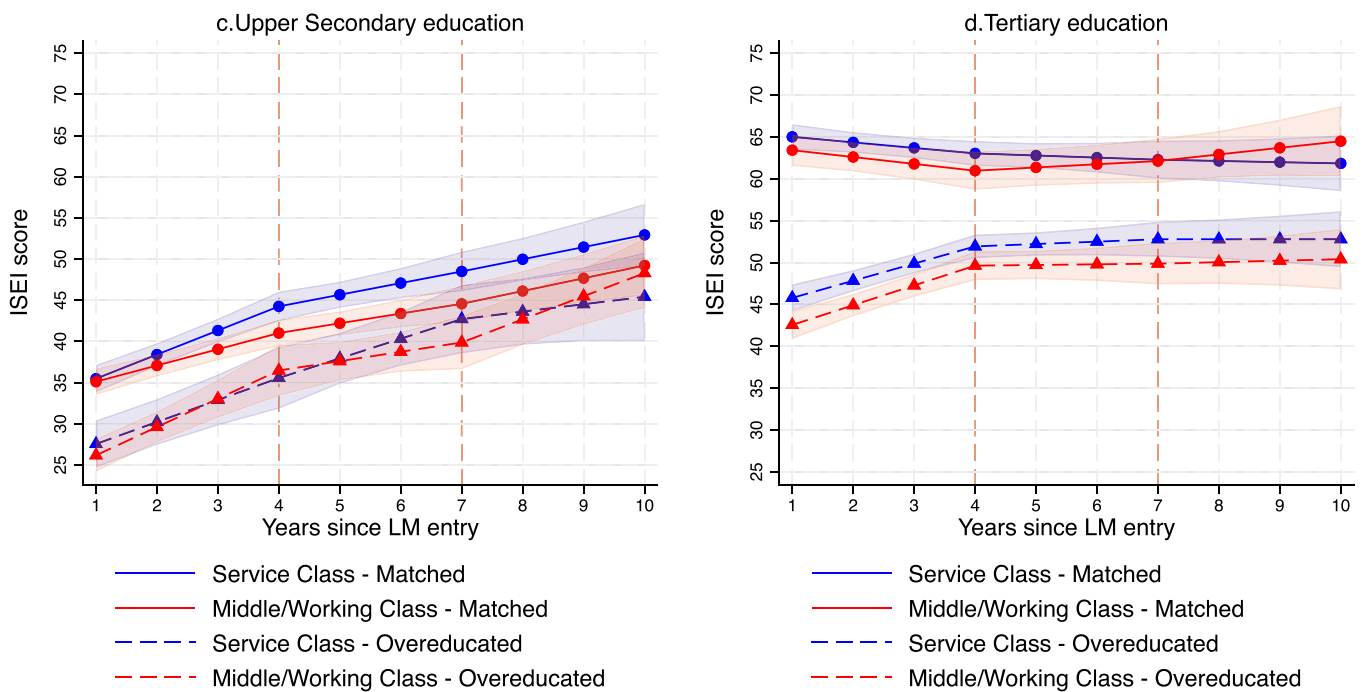 c.Upper Secondary education
ISEI score
75
70
65
60
55
50
45
40
35
30
25
1 2 3 4 5 6 7 8 9 10
Years since LM entry
Service Class - Matched
Middle/Working Class - Matched
Service Class - Overeducated
Middle/Working Class - Overeducated
d.Tertiary education
ISEI score
75
70
65
60
55
50
45
40
35
30
25
1 2 3 4 5 6 7 8 9 10
Years since LM entry
Service Class - Matched
Middle/Working Class - Matched
Service Class - Overeducated
Middle/Working Class - Overeducated